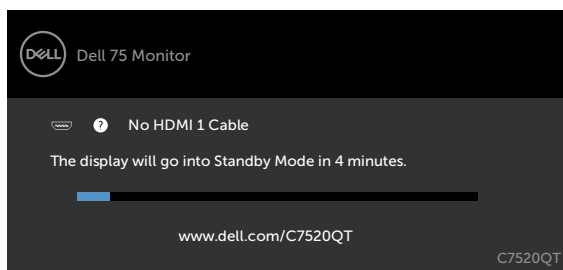 DELL Dell 75 Monitor
? No HDMI 1 Cable
The display will go into Standby Mode in 4 minutes.
www.dell.com/C7520QT
C7520QT